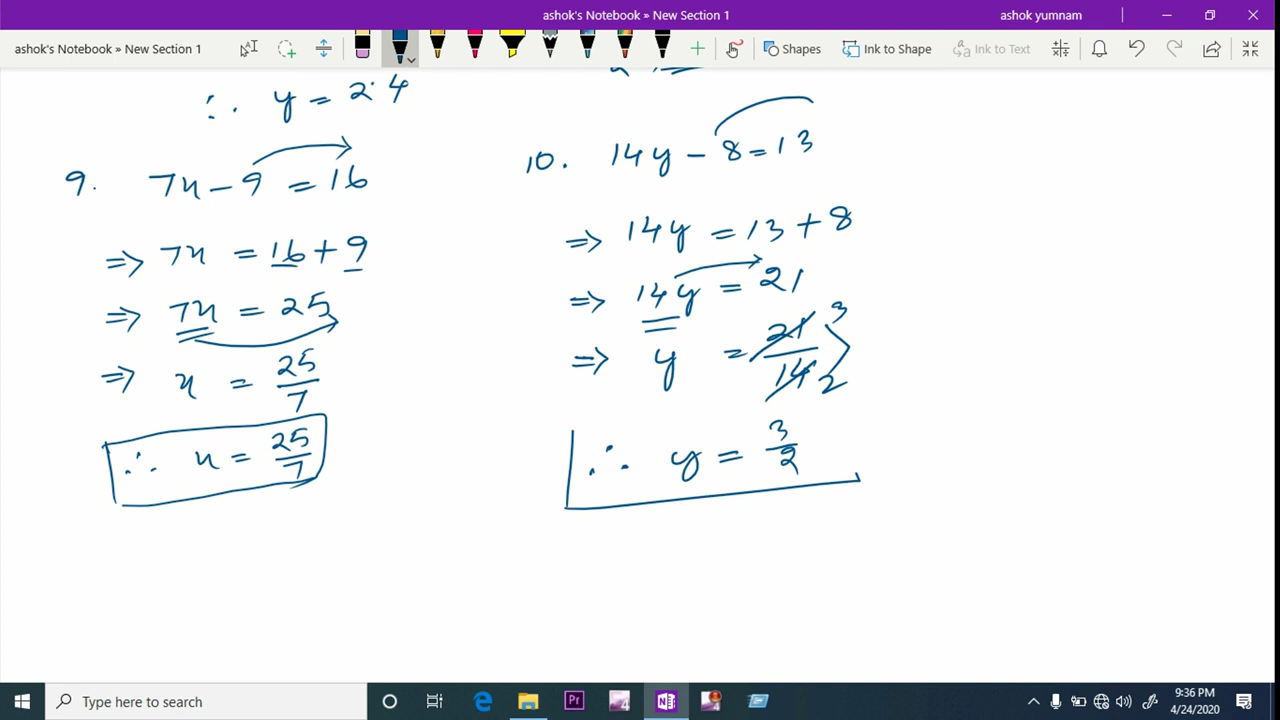 ashok's Notebook » New Section 1
ashok yumnam
ashok's Notebook » New Section 1
Shapes
Ink to Shape
Ink to Text
∴ y = 2.4
9. 7x - 9 = 16
⇒ 7x = 16 + 9
⇒ 7x = 25
⇒ x = 25/7
∴ x = 25/7
10. 14y - 8 = 13
⇒ 14y = 13 + 8
⇒ 14y = 21
⇒ y = 21/14 3 2
∴ y = 3/2
Type here to search
Pr
9:36 PM
4/24/2020